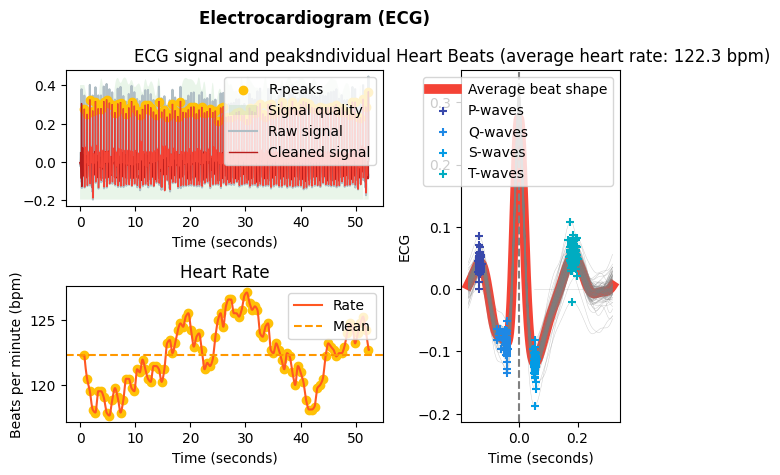 Electrocardiogram (ECG)
ECG signal and peaks
Individual Heart Beats (average heart rate: 122.3 bpm)
0.4
0.2
0.0
−0.2
R-peaks
Signal quality
Raw signal
Cleaned signal
0 10 20 30 40 50
Time (seconds)
Heart Rate
Beats per minute (bpm)
125
120
Rate
Mean
0 10 20 30 40 50
Time (seconds)
ECG
0.3
0.2
0.1
0.0
−0.1
−0.2
Average beat shape
P-waves
Q-waves
S-waves
T-waves
0.0 0.2
Time (seconds)